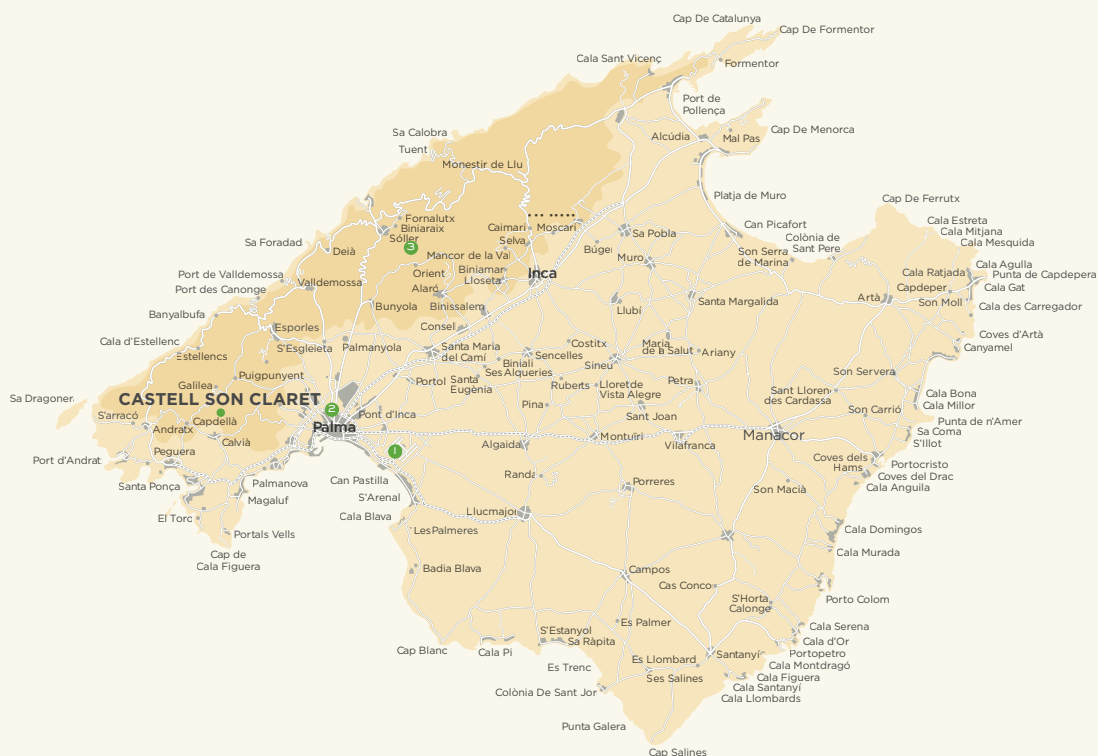 Cap De Catalunya
Cap De Formentor
Cala Sant Vicenç
Formentor
Port de
Pollença
Sa Calobra
Alcúdia
Mal Pas
Cap De Menorca
Tuent
Monestir de Llu
Platja de Muro
Cap De Ferrutx
Fornalutx
Biniaraix
Sóller
3
Caimari
Moscari
Selva
Sa Pobla
Can Picafort
Cala Estreta
Cala Mitjana
Cala Mesquida
Sa Foradad
Deià
Mancor de la Val
Búger
Muro
Son Serra
de Marina
Colònia de
Sant Pere
Port de Valldemossa
Port des Canonge
Valldemossa
Orient
Alaró
Biniamar
Lloseta
Inca
Cala Agulla
Punta de Capdepera
Cala Gat
Cala Ratjada
Capdeper
Son Moll
Cala des Carregador
Artà
Banyalbufa
Bunyola
Binissalem
Llubí
Santa Margalida
Cala d'Estellenc
Esporles
S'Esgleieta
Palmanyola
Consel
Santa Maria
del Camí
Costitx
Sencelles
Biniali
Ses Alqueries
Sineu
Maria
de la Salut
Ariany
Coves d'Artà
Canyamel
Estellencs
Galilea
Puigpunyent
Portol
Santa
Eugènia
Ruberts
Lloret de
Vista Alegre
Petra
Son Servera
Sant Lloren
des Cardassa
Cala Bona
Cala Millor
Sa Dragoner
CASTELL SON CLARET
S'arracó
Andratx
Capdellà
Calvià
2
Palma
Pont d'Inca
Pina
Sant Joan
Son Carrió
Punta de n'Amer
Sa Coma
S'Illot
Port d'Andrat
Peguera
1
Algaida
Montuïri
Vilafranca
Manacor
Coves dels
Hams
Portocristo
Coves del Drac
Cala Anguila
Santa Ponça
Palmanova
Magaluf
Can Pastilla
S'Arenal
Randa
Porreres
Son Macià
El Toro
Portals Vells
Cala Blava
Les Palmeres
Llucmajor
Cala Domingos
Cala Murada
Cap de
Cala Figuera
Badia Blava
Campos
Cas Conco
S'Horta
Calonge
Porto Colom
Cap Blanc
Cala Pi
S'Estanyol
Sa Ràpita
Es Palmer
Cala Serena
Cala d'Or
Portopetro
Cala Montdragó
Cala Figuera
Cala Santanyí
Cala Llombards
Es Trenc
Es Llombard
Santanyí
Ses Salines
Colònia De Sant Jor
Punta Galera
Cap Salines